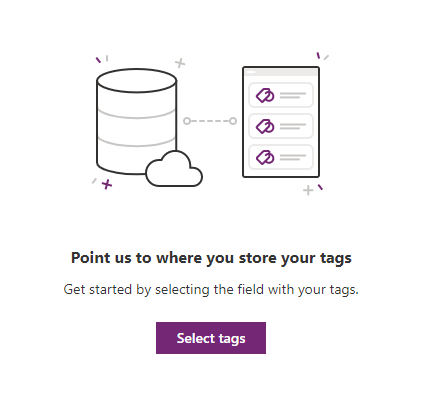 Point us to where you store your tags
Get started by selecting the field with your tags.
Select tags